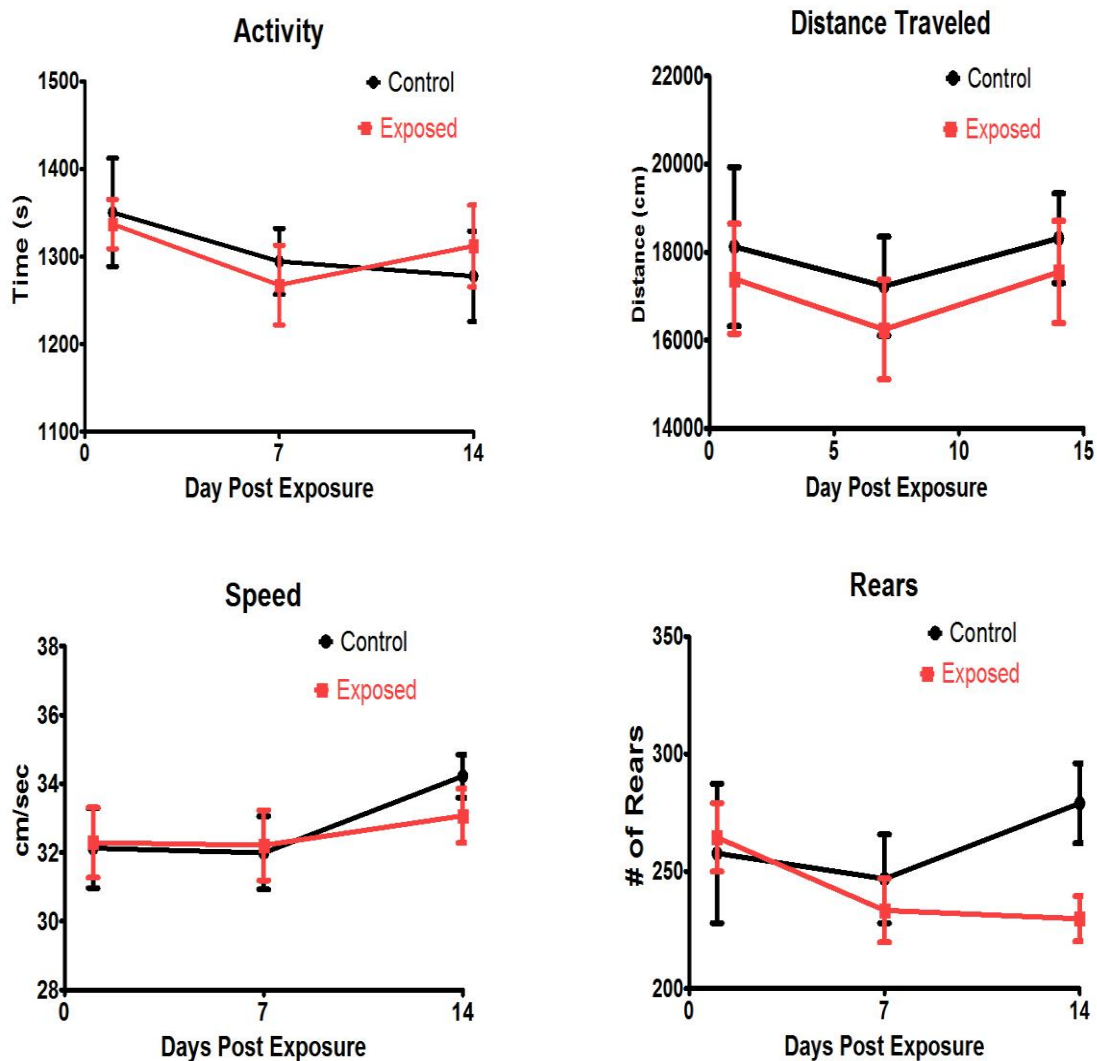 Activity
Control
Exposed
1500
1400
1300
1200
1100
Time (s)
0
7
14
Day Post Exposure
Distance Traveled
Control
Exposed
22000
20000
18000
16000
14000
Distance (cm)
0
5
10
15
Day Post Exposure
Speed
Control
Exposed
38
36
34
32
30
28
cm/sec
0
7
14
Days Post Exposure
Rears
Control
Exposed
350
300
250
200
# of Rears
0
7
14
Days Post Exposure